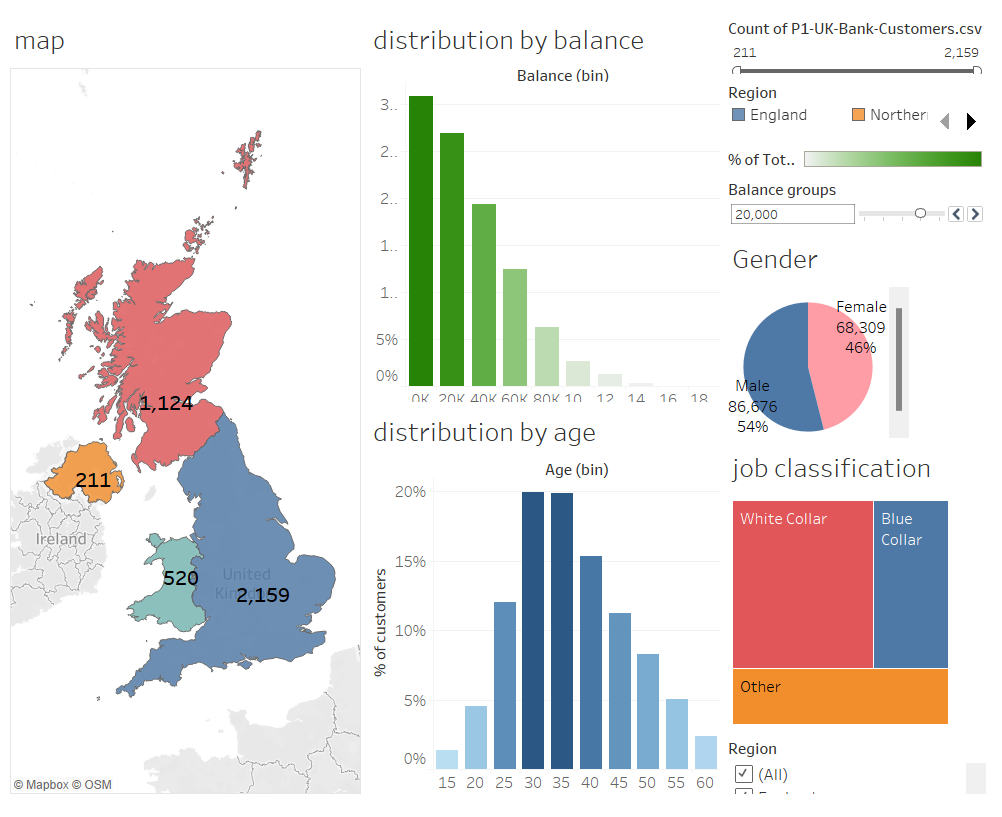 map
1,124
211
Ireland
520
United
2,159
© Mapbox © OSM
distribution by balance
Balance (bin)
3..
2..
2..
1..
1..
5%
0%
0K 20K 40K 60K 80K 10.. 12.. 14.. 16.. 18..
distribution by age
Age (bin)
20%
15%
10%
5%
0%
% of customers
15 20 25 30 35 40 45 50 55 60
Count of P1-UK-Bank-Customers.csv
211 2,159
Region
England Northern
% of Tot..
Balance groups
20,000
Gender
Female
68,309
46%
Male
86,676
54%
job classification
White Collar
Blue
Collar
Other
Region
(All)